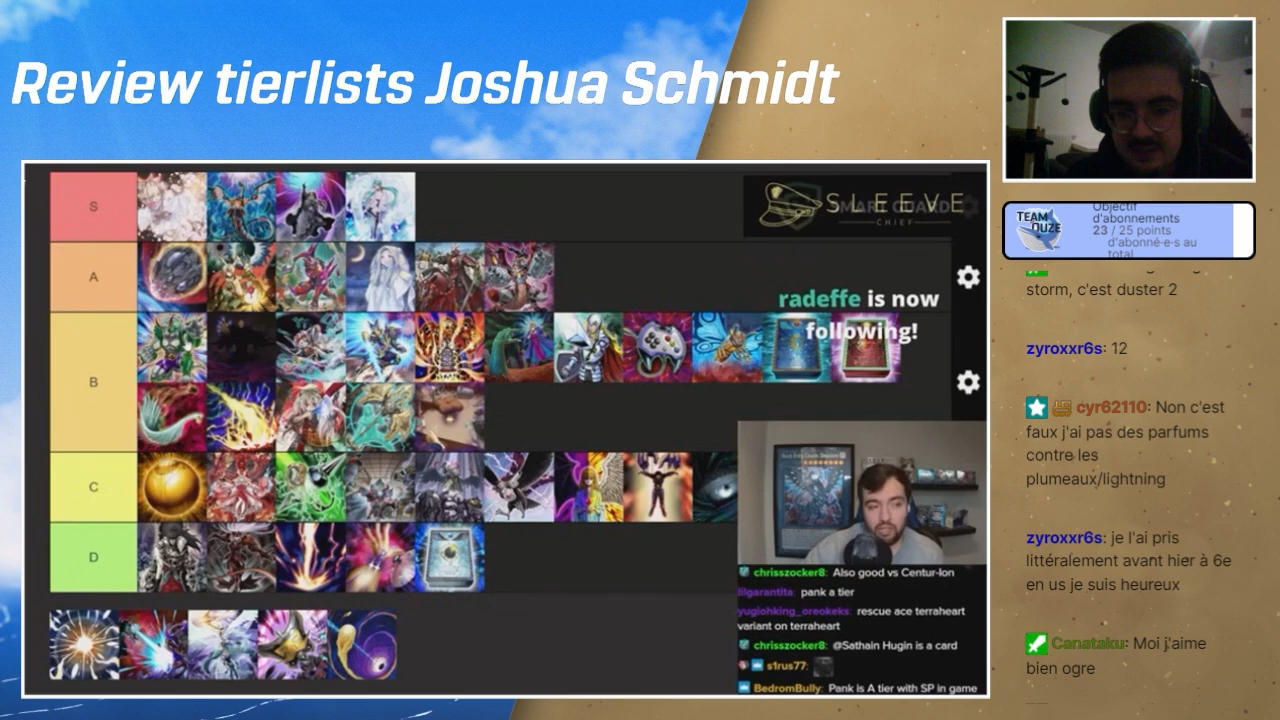 Review tierlists Joshua Schmidt
S
A
B
C
D
SLEEVE
CHIEF
radeffe is now
following!
chrisszocker8: Also good vs Centur-Ion
lilgarantita: pank a tier
yugiohking_oreokeks: rescue ace terraheart
variant on terraheart
chrisszocker8: @Sathain Hugin is a card
s1rus77:
BedromBully: Pank is A tier with SP in game
TEAM
OUZE
Objectif
d'abonnements
23 / 25 points
d'abonné·e·s au
total
storm, c'est duster 2
zyroxxr6s: 12
cyr62110: Non c'est
faux j'ai pas des parfums
contre les
plumeaux/lightning
zyroxxr6s: je l'ai pris
littéralement avant hier à 6e
en us je suis heureux
Canataku: Moi j'aime
bien ogre